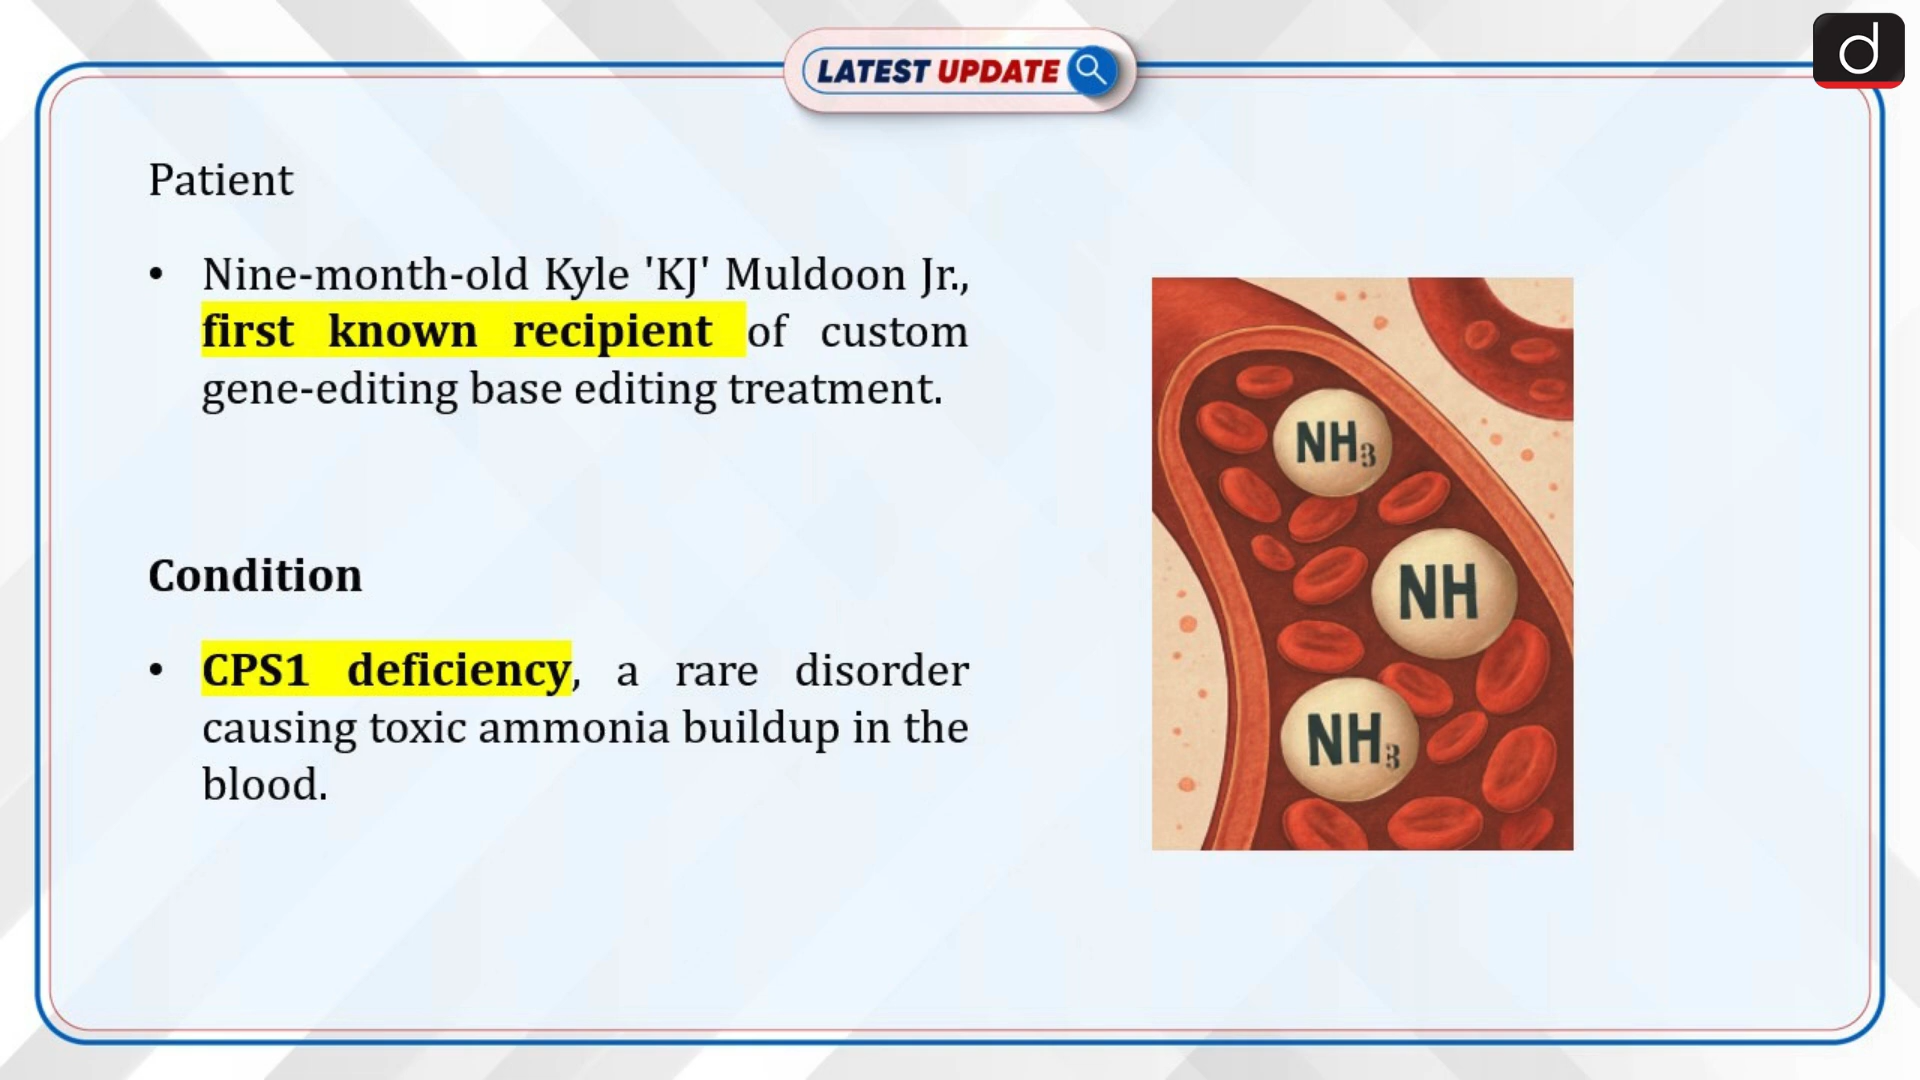 LATEST UPDATE
d
Patient
• Nine-month-old Kyle 'KJ' Muldoon Jr.,
first known recipient of custom
gene-editing base editing treatment.
Condition
• CPS1 deficiency, a rare disorder
causing toxic ammonia buildup in the
blood.
NH₃
NH
NH₃